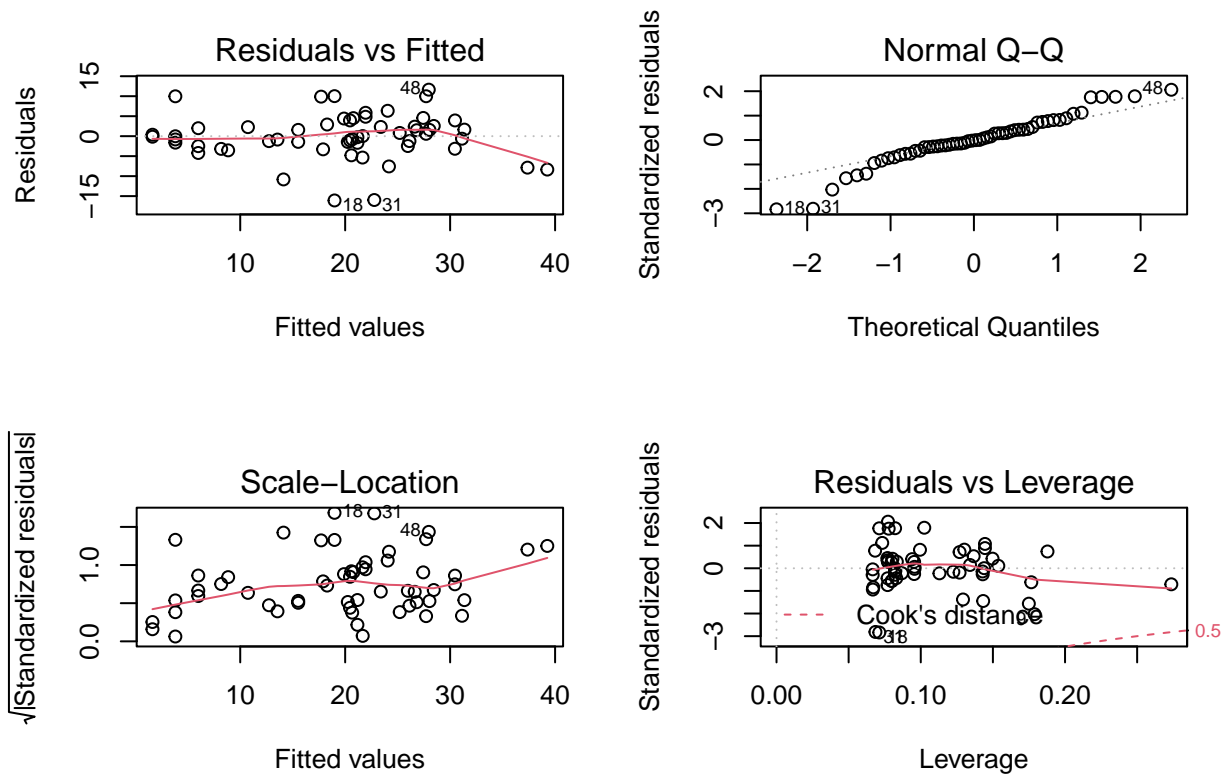 Residuals vs Fitted
Residuals
15
0
−15
48
18
31
10 20 30 40
Fitted values
Normal Q−Q
Standardized residuals
2
0
−3
48
18
31
−2 −1 0 1 2
Theoretical Quantiles
Scale−Location
√|Standardized residuals|
1.0
0.0
18
31
48
10 20 30 40
Fitted values
Residuals vs Leverage
Standardized residuals
2
0
−3
Cook's distance
31
18
0.5
0.00 0.10 0.20
Leverage